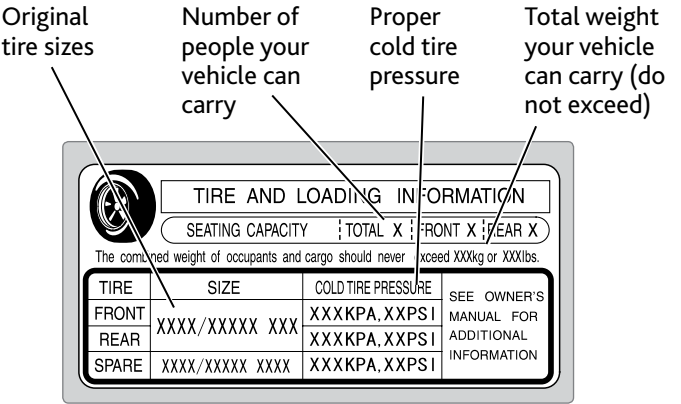 Original
tire sizes
Number of
people your
vehicle can
carry
Proper
cold tire
pressure
Total weight
your vehicle
can carry (do
not exceed)
TIRE AND LOADING INFORMATION
SEATING CAPACITY TOTAL X FRONT X REAR X
The combined weight of occupants and cargo should never exceed XXXkg or XXXlbs.
TIRE SIZE COLD TIRE PRESSURE
FRONT XXXX/XXXXX XXX XXXKPA,XXPSI
REAR XXXKPA,XXPSI
SPARE XXXX/XXXXX XXXX XXXKPA,XXPSI
SEE OWNER'S
MANUAL FOR
ADDITIONAL
INFORMATION